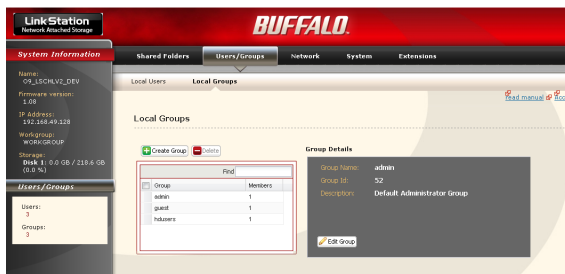 LinkStation
Network Attached Storage
BUFFALO.
System Information
Shared Folders Users/Groups Network System Extensions
Local Users Local Groups
Name:
O9_LSCHLV2_DEV
Firmware version:
1.08
IP Address:
192.168.49.128
Workgroup:
WORKGROUP
Storage:
Disk 1: 0.0 GB / 218.6 GB
(0.0 %)
Users/Groups
Users:
3
Groups:
3
read manual
Local Groups
Create Group Delete
Find
Group Members
admin 1
guest 1
hdusers 1
Group Details
Group Name: admin
Group Id: 52
Description: Default Administrator Group
Edit Group